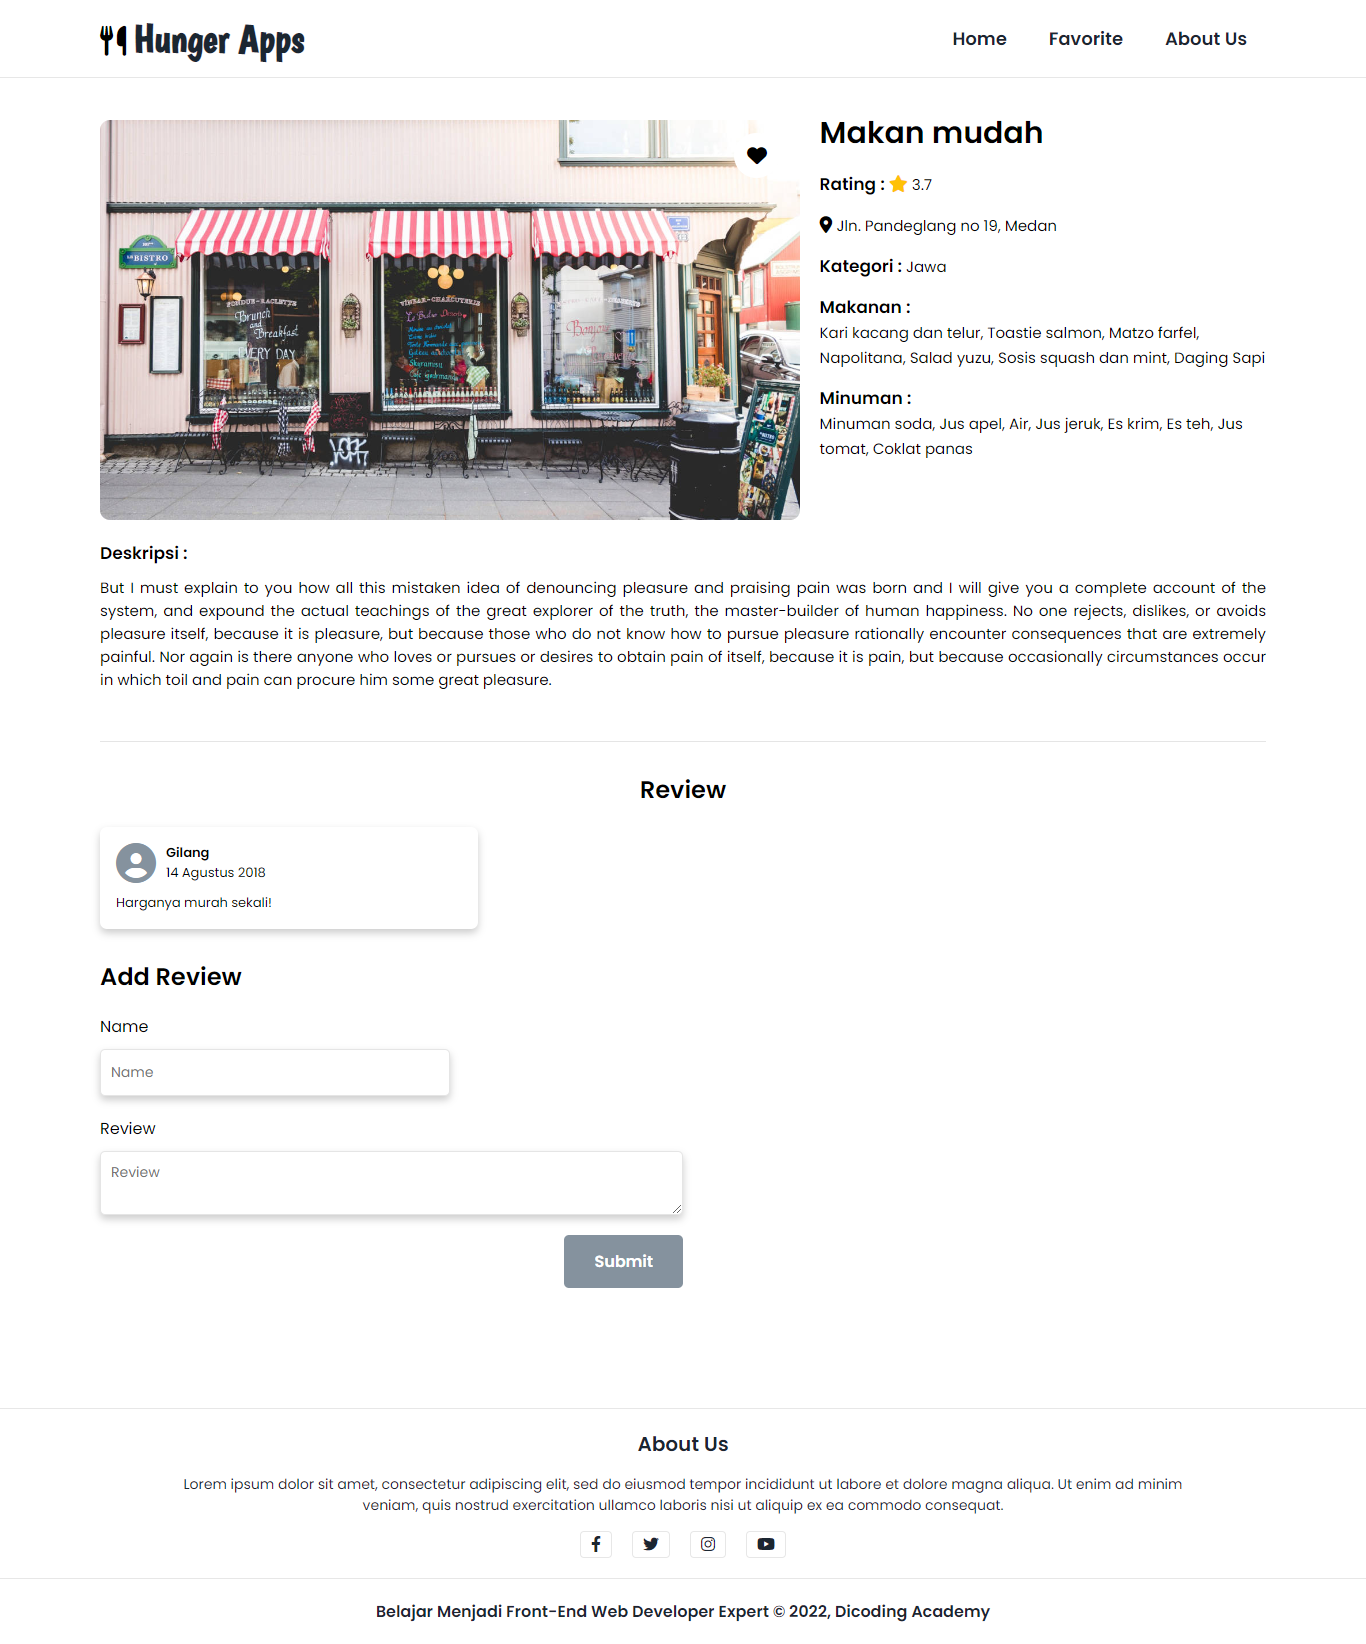 Hunger Apps
Home Favorite About Us
BISTRO
FONDUE-RACLETTE
Brunch
and
Breakfast
EVERY DAY
Makan mudah
Rating : 3.7
Jln. Pandeglang no 19, Medan
Kategori : Jawa
Makanan :
Kari kacang dan telur, Toastie salmon, Matzo farfel,
Napolitana, Salad yuzu, Sosis squash dan mint, Daging Sapi
Minuman :
Minuman soda, Jus apel, Air, Jus jeruk, Es krim, Es teh, Jus
tomat, Coklat panas
Deskripsi :
But I must explain to you how all this mistaken idea of denouncing pleasure and praising pain was born and I will give you a complete account of the
system, and expound the actual teachings of the great explorer of the truth, the master-builder of human happiness. No one rejects, dislikes, or avoids
pleasure itself, because it is pleasure, but because those who do not know how to pursue pleasure rationally encounter consequences that are extremely
painful. Nor again is there anyone who loves or pursues or desires to obtain pain of itself, because it is pain, but because occasionally circumstances occur
in which toil and pain can procure him some great pleasure.
Review
Gilang
14 Agustus 2018
Harganya murah sekali!
Add Review
Name
Name
Review
Review
Submit
About Us
Lorem ipsum dolor sit amet, consectetur adipiscing elit, sed do eiusmod tempor incididunt ut labore et dolore magna aliqua. Ut enim ad minim
veniam, quis nostrud exercitation ullamco laboris nisi ut aliquip ex ea commodo consequat.
Belajar Menjadi Front-End Web Developer Expert © 2022, Dicoding Academy